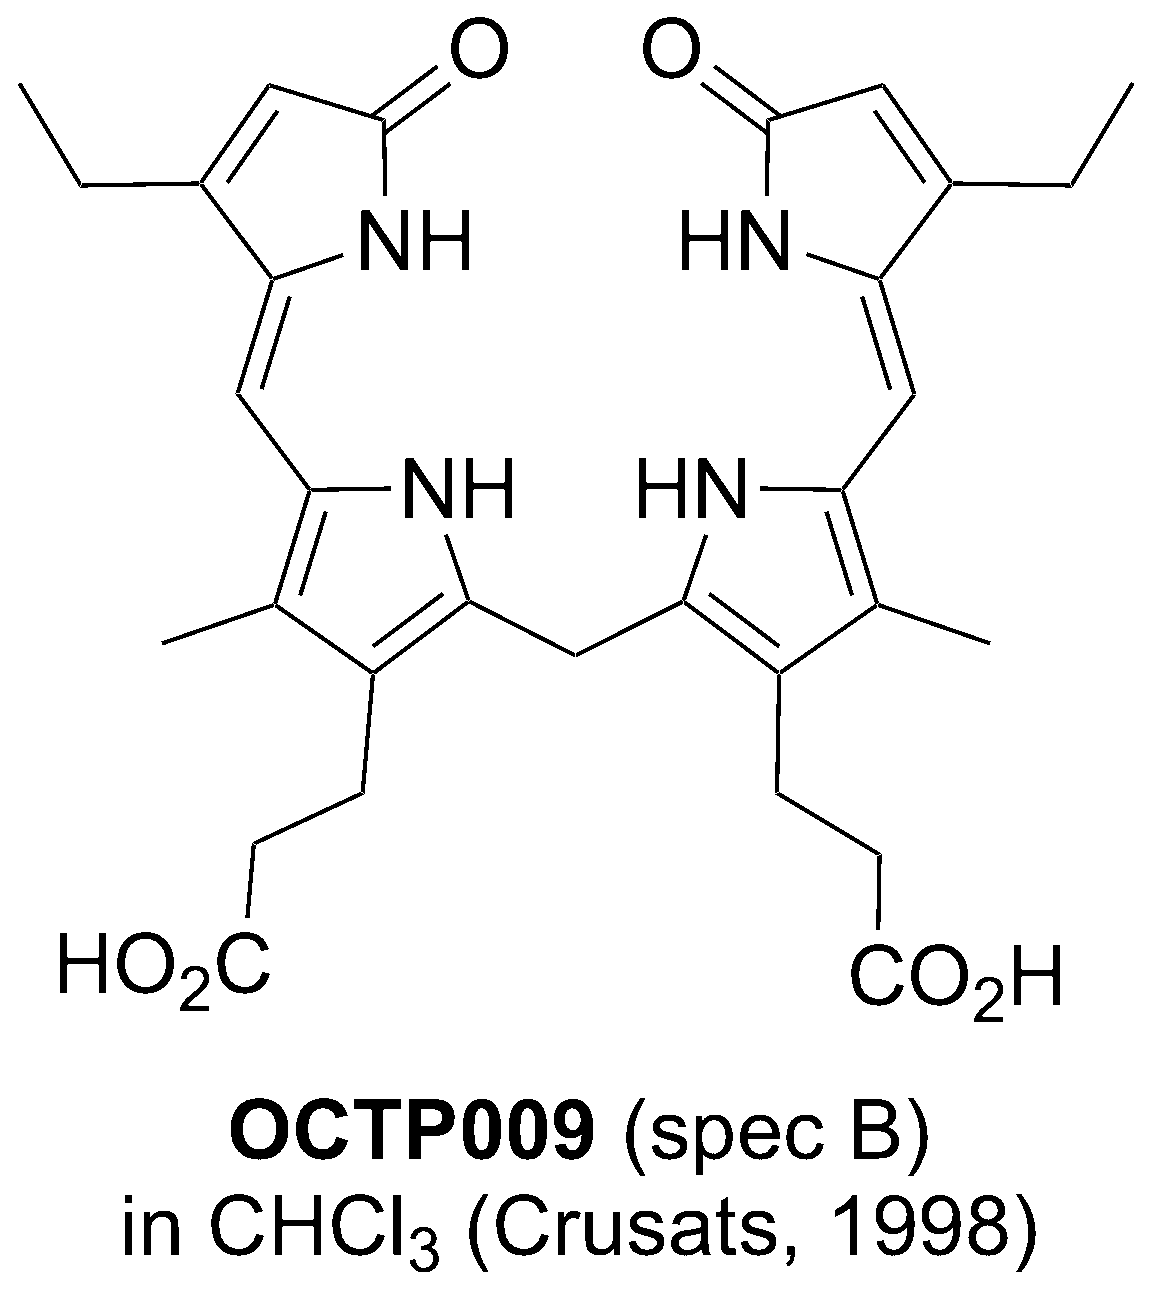 O O
NH HN
NH HN
HO₂C CO₂H
OCTP009 (spec B)
in CHCl₃ (Crusats, 1998)